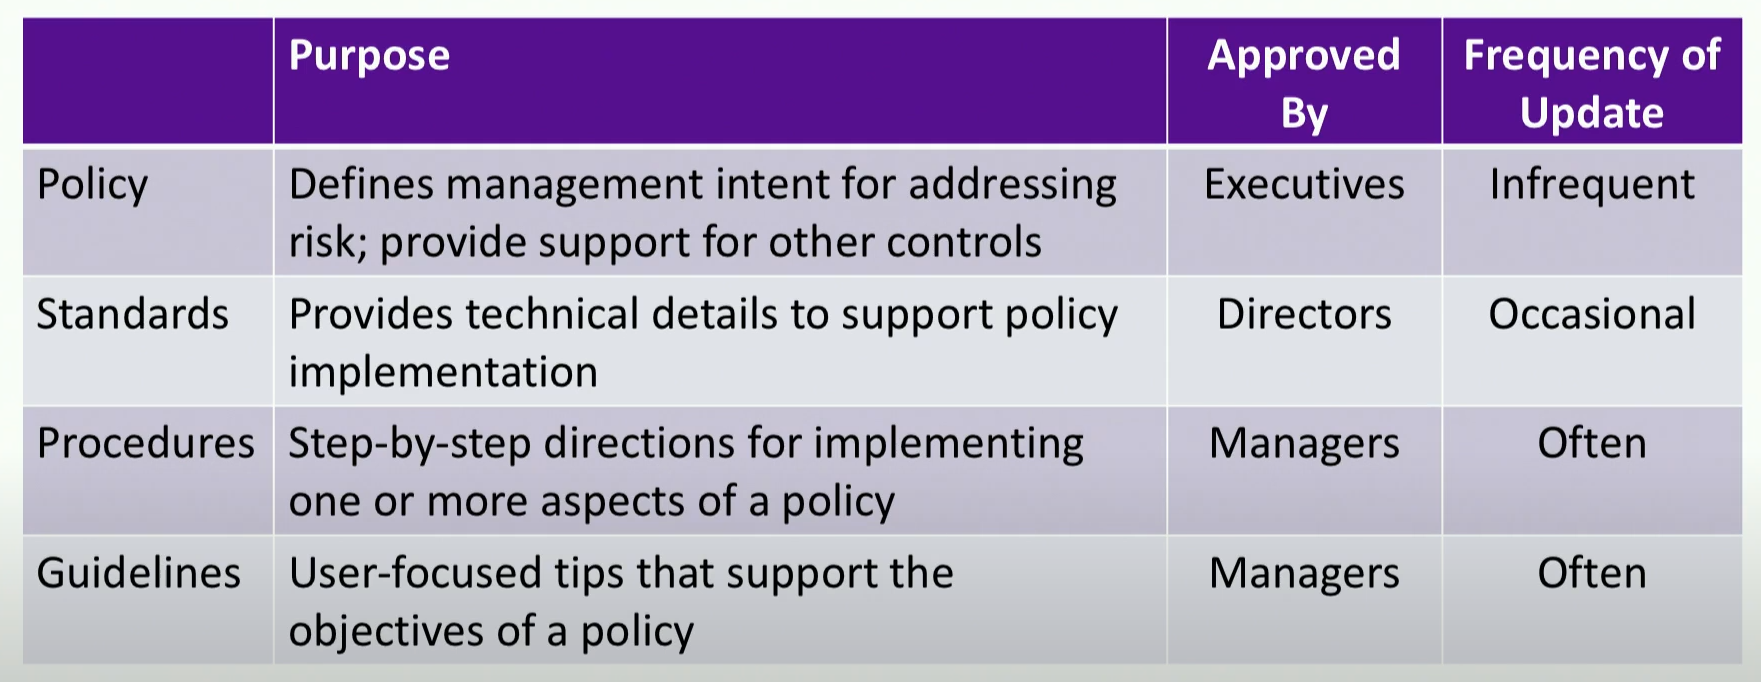 Purpose
Approved
By
Frequency of
Update
Policy
Defines management intent for addressing
risk; provide support for other controls
Executives
Infrequent
Standards
Provides technical details to support policy
implementation
Directors
Occasional
Procedures
Step-by-step directions for implementing
one or more aspects of a policy
Managers
Often
Guidelines
User-focused tips that support the
objectives of a policy
Managers
Often